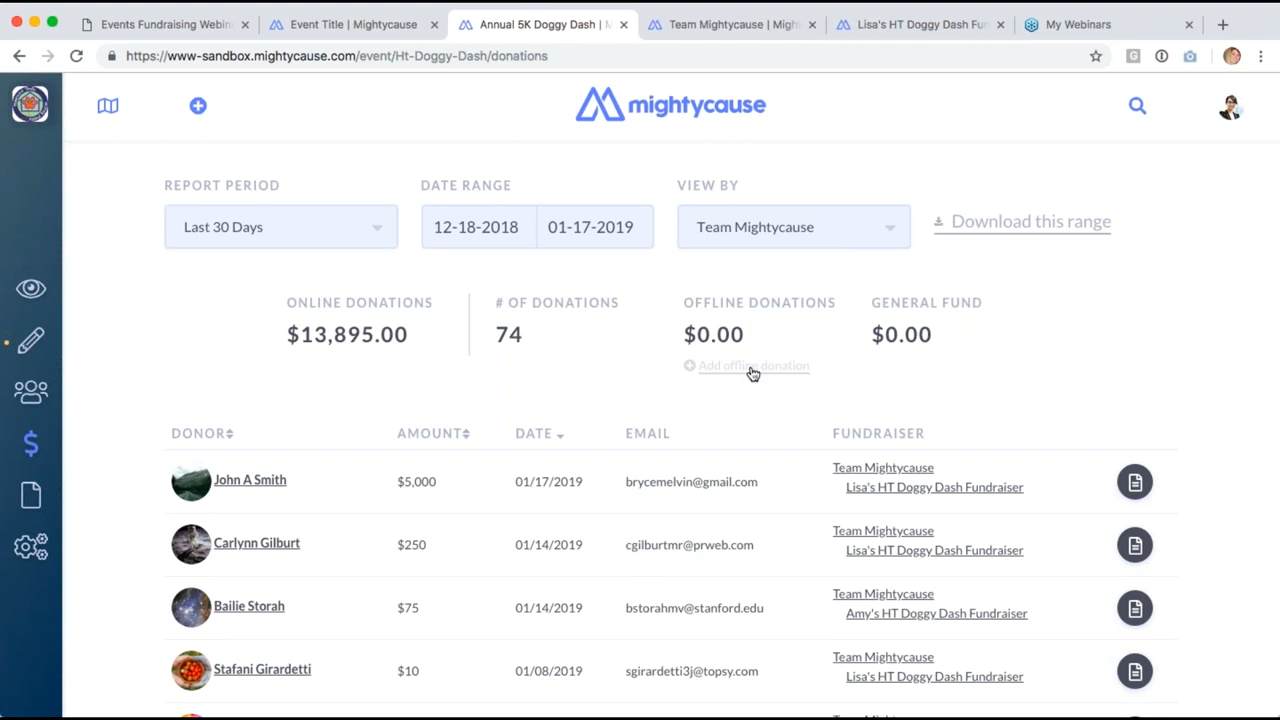 Events Fundraising Webin
Event Title | Mightycause
Annual 5K Doggy Dash | M
Team Mightycause | Migh
Lisa's HT Doggy Dash Fun
My Webinars
https://www-sandbox.mightycause.com/event/Ht-Doggy-Dash/donations
mightycause
REPORT PERIOD
DATE RANGE
VIEW BY
Last 30 Days
12-18-2018
01-17-2019
Team Mightycause
Download this range
ONLINE DONATIONS
# OF DONATIONS
OFFLINE DONATIONS
GENERAL FUND
$13,895.00
74
$0.00
$0.00
Add offline donation
DONOR
AMOUNT
DATE
EMAIL
FUNDRAISER
John A Smith
$5,000
01/17/2019
brycemelvin@gmail.com
Team Mightycause
Lisa's HT Doggy Dash Fundraiser
Carlynn Gilburt
$250
01/14/2019
cgilburtmr@prweb.com
Team Mightycause
Lisa's HT Doggy Dash Fundraiser
Bailie Storah
$75
01/14/2019
bstorahmv@stanford.edu
Team Mightycause
Amy's HT Doggy Dash Fundraiser
Stafani Girardetti
$10
01/08/2019
sgirardetti3j@topsy.com
Team Mightycause
Lisa's HT Doggy Dash Fundraiser
Team Mightycause